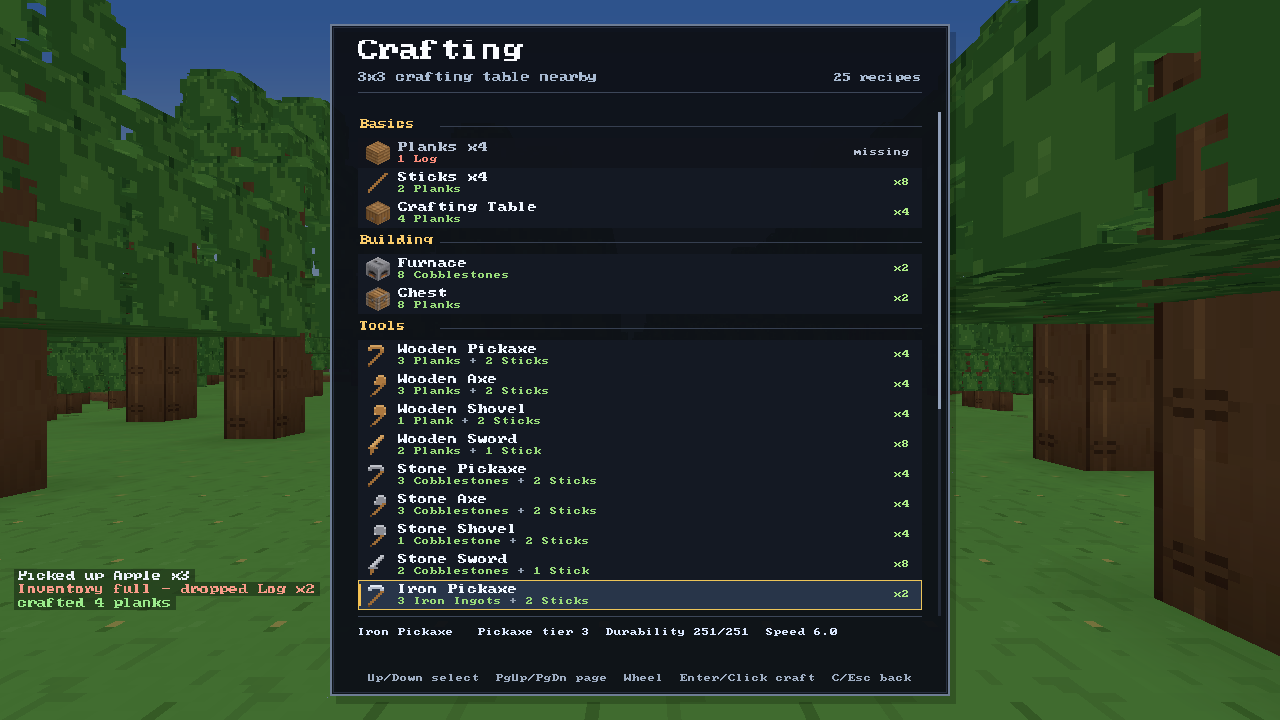 Crafting
3x3 crafting table nearby
25 recipes
Basics
Planks x4
1 Log
missing
Sticks x4
2 Planks
x8
Crafting Table
4 Planks
x4
Building
Furnace
8 Cobblestones
x2
Chest
8 Planks
x2
Tools
Wooden Pickaxe
3 Planks + 2 Sticks
x4
Wooden Axe
3 Planks + 2 Sticks
x4
Wooden Shovel
1 Plank + 2 Sticks
x4
Wooden Sword
2 Planks + 1 Stick
x8
Stone Pickaxe
3 Cobblestones + 2 Sticks
x4
Stone Axe
3 Cobblestones + 2 Sticks
x4
Stone Shovel
1 Cobblestone + 2 Sticks
x4
Stone Sword
2 Cobblestones + 1 Stick
x8
Iron Pickaxe
3 Iron Ingots + 2 Sticks
x2
Iron Pickaxe Pickaxe tier 3 Durability 251/251 Speed 6.0
Up/Down select PgUp/PgDn page Wheel Enter/Click craft C/Esc back
Picked up Apple x3
Inventory full - dropped Log x2
crafted 4 planks